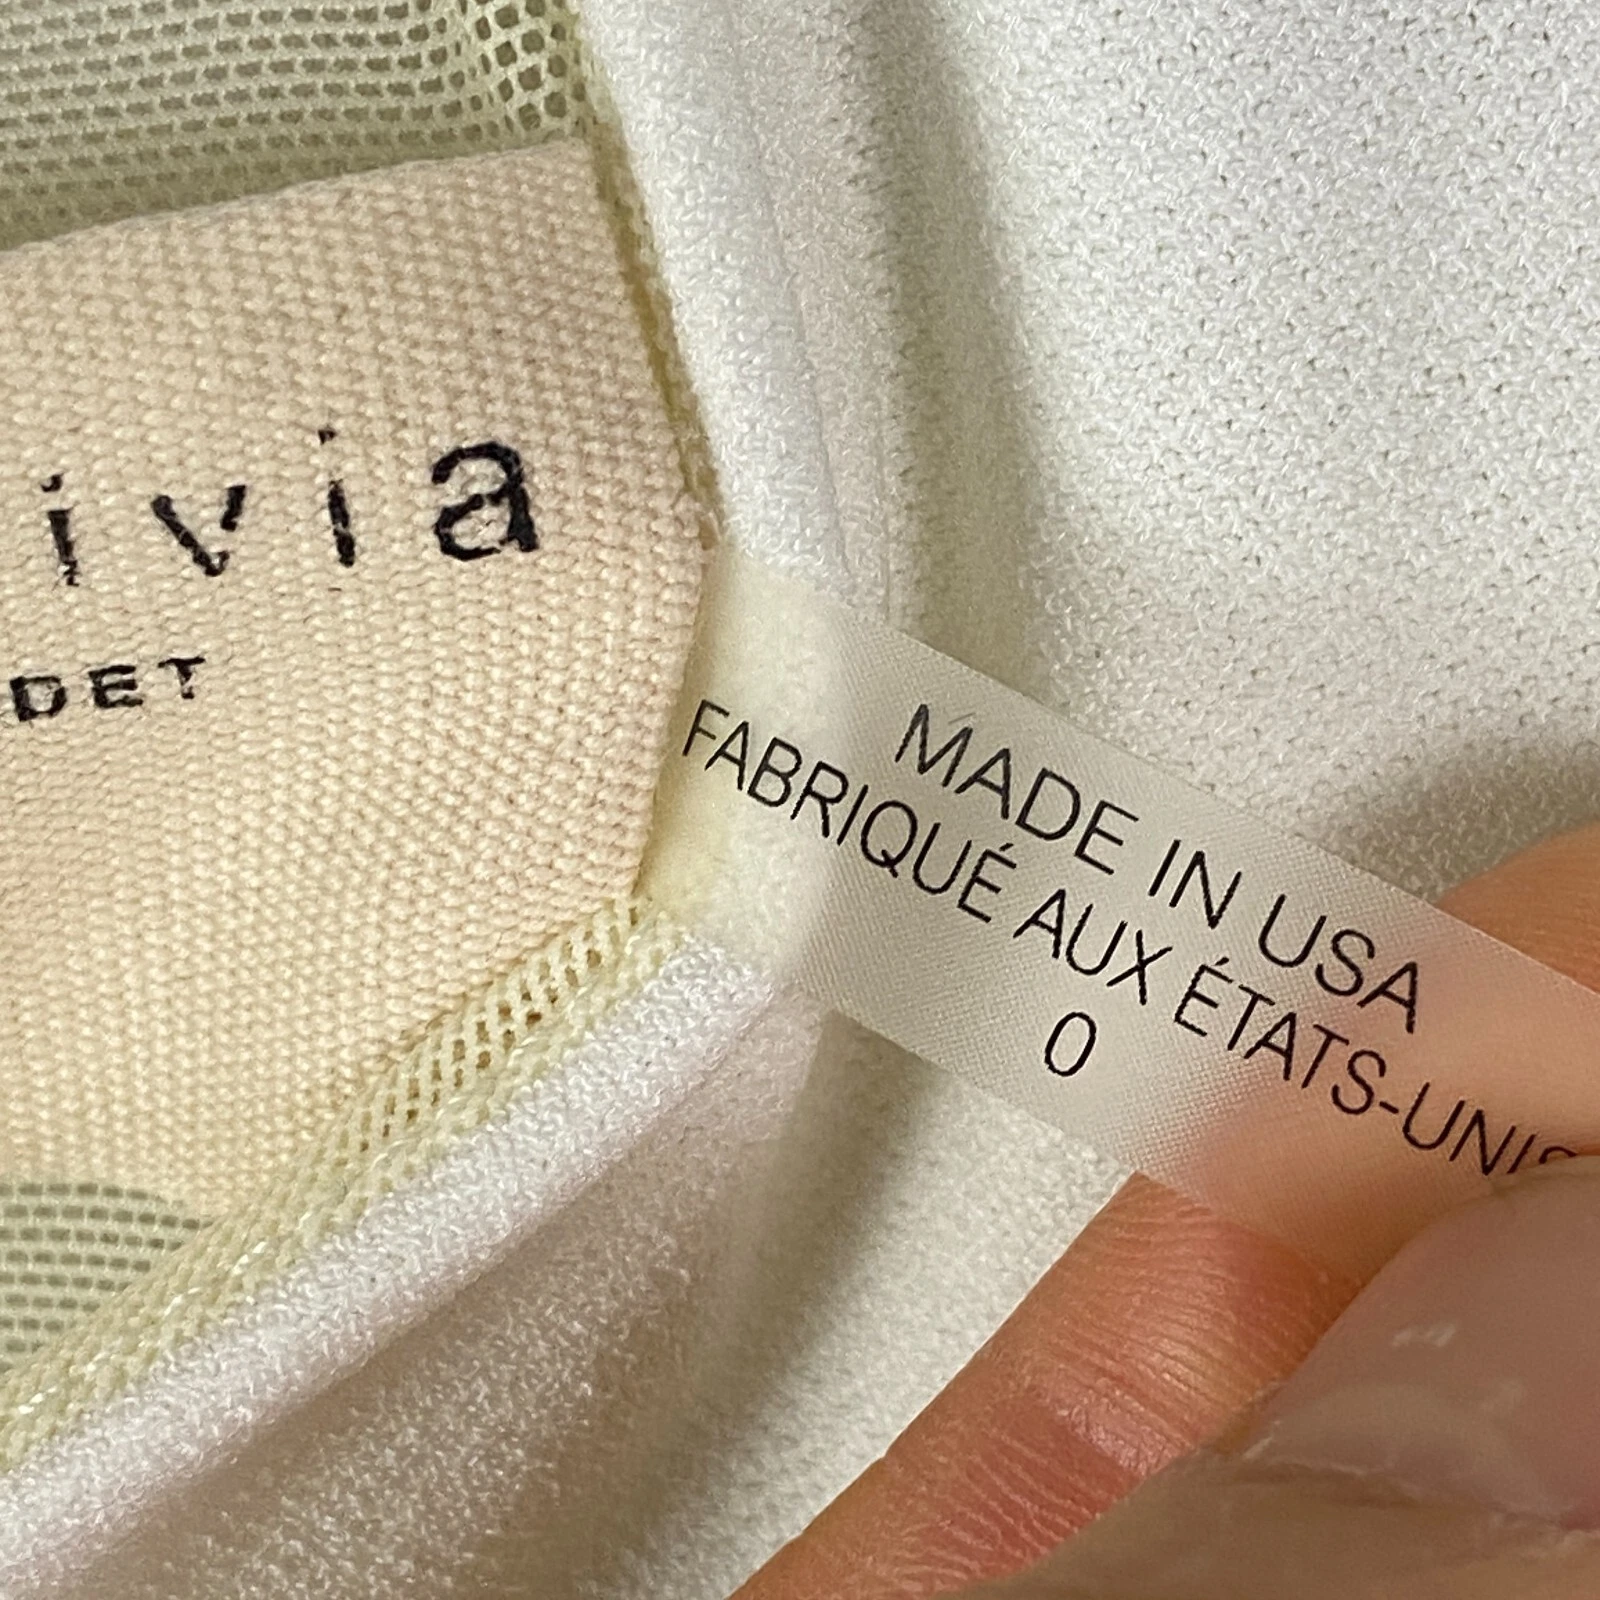 ivia
DET
MADE IN USA
FABRIQUÉ AUX ÉTATS-UNIS
0